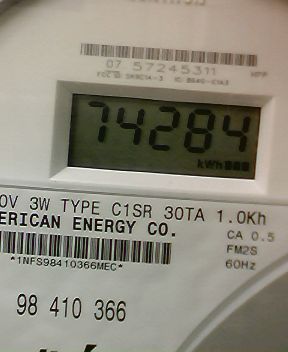 07 57245311
74284
kWh
0V 3W TYPE C1SR 30TA 1.0Kh
ERICAN ENERGY CO.
CA 0.5
FM2S
*1NFS98410366MEC*
60Hz
98 410 366